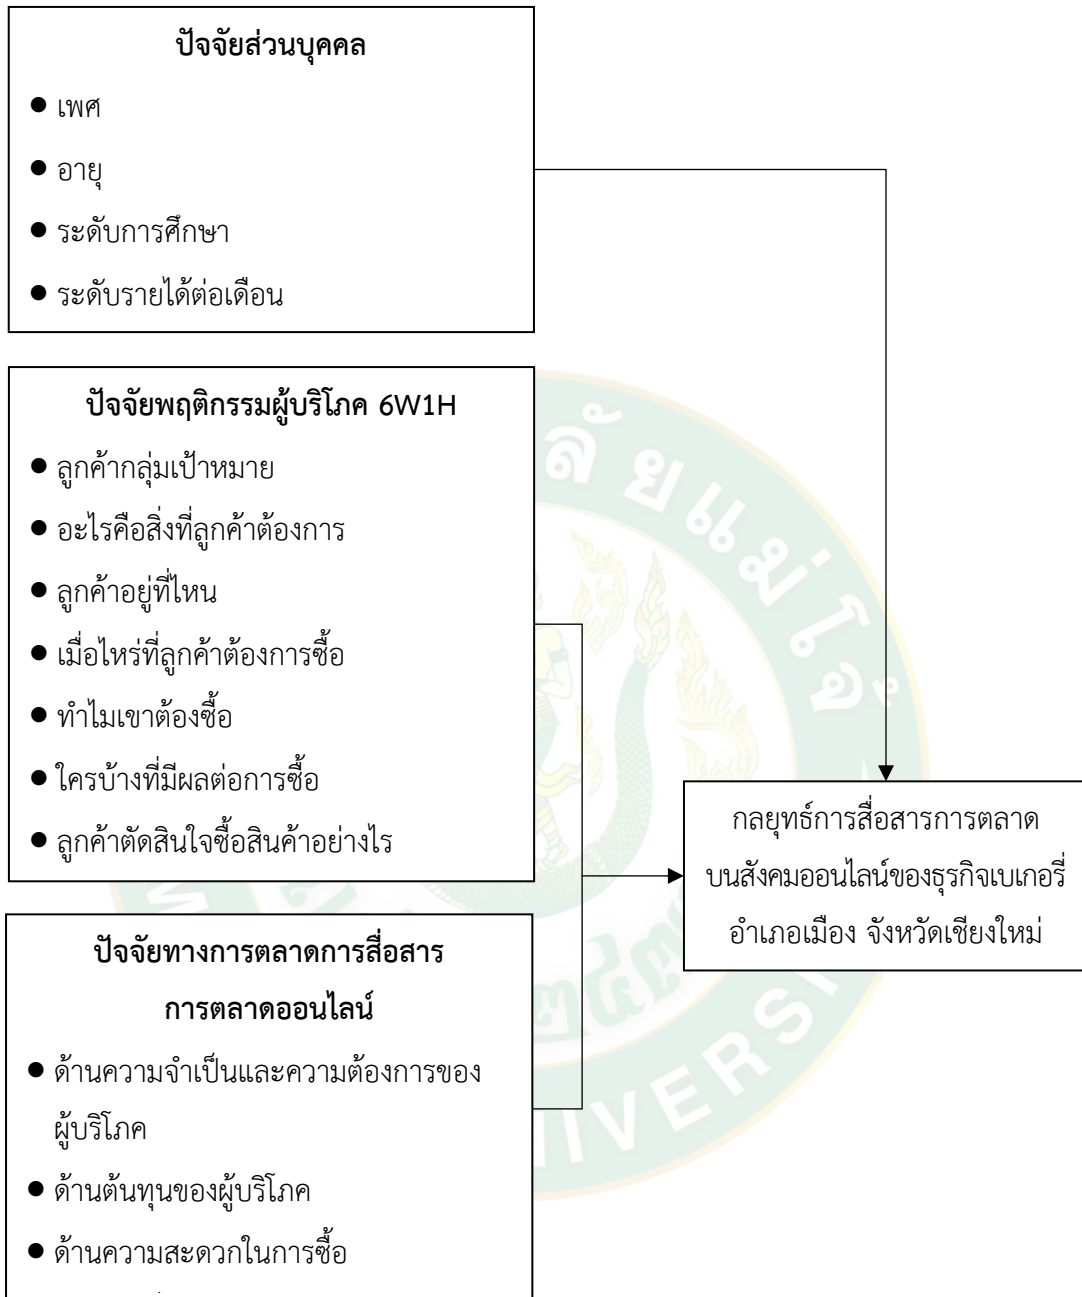 ปัจจัยส่วนบุคคล
● เพศ
● อายุ
● ระดับการศึกษา
● ระดับรายได้ต่อเดือน
ปัจจัยพฤติกรรมผู้บริโภค 6W1H
● ลูกค้ากลุ่มเป้าหมาย
● อะไรคือสิ่งที่ลูกค้าต้องการ
● ลูกค้าอยู่ที่ไหน
● เมื่อไหร่ที่ลูกค้าต้องการซื้อ
● ทำไมเขาต้องซื้อ
● ใครบ้างที่มีผลต่อการซื้อ
● ลูกค้าตัดสินใจซื้อสินค้าอย่างไร
ปัจจัยทางการตลาดการสื่อสาร
การตลาดออนไลน์
● ด้านความจำเป็นและความต้องการของ
ผู้บริโภค
● ด้านต้นทุนของผู้บริโภค
● ด้านความสะดวกในการซื้อ
กลยุทธ์การสื่อสารการตลาด
บนสังคมออนไลน์ของธุรกิจเบเกอรี่
อำเภอเมือง จังหวัดเชียงใหม่